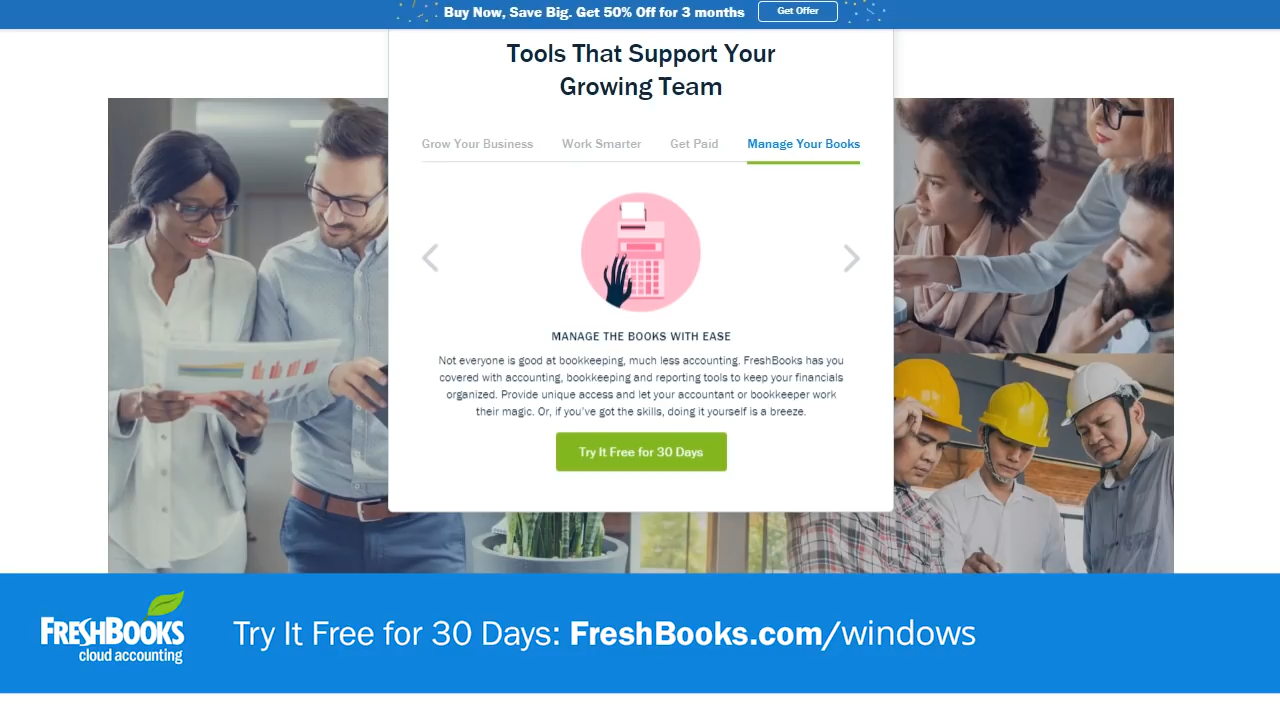 Buy Now, Save Big. Get 50% Off for 3 months
Get Offer
Tools That Support Your
Growing Team
Grow Your Business
Work Smarter
Get Paid
Manage Your Books
MANAGE THE BOOKS WITH EASE
Not everyone is good at bookkeeping, much less accounting. FreshBooks has you
covered with accounting, bookkeeping and reporting tools to keep your financials
organized. Provide unique access and let your accountant or bookkeeper work
their magic. Or, if you’ve got the skills, doing it yourself is a breeze.
Try It Free for 30 Days
FRESHBOOKS
cloud accounting
Try It Free for 30 Days: FreshBooks.com/windows